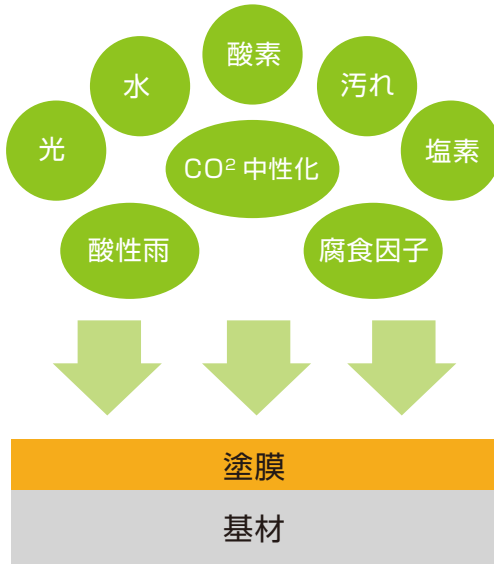 酸素
水
汚れ
光
CO² 中性化
塩素
酸性雨
腐食因子
塗膜
基材